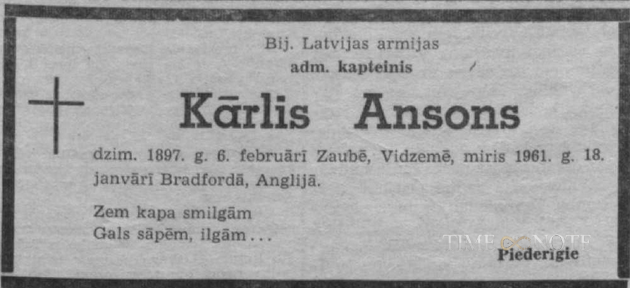 Bij. Latvijas armijas
adm. kapteinis
Kārlis Ansons
dzim. 1897. g. 6. februārī Zaubē, Vidzemē, miris 1961. g. 18.
janvārī Bradfordā, Anglijā.
Zem kapa smilgām
Gals sāpēm, ilgām...
TIMENOTE
Piederīgie